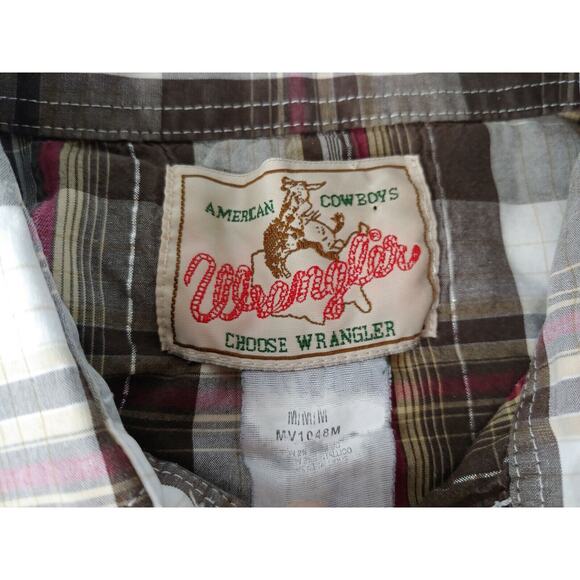 AMERICAN COWBOYS
Wrangler
CHOOSE WRANGLER
M/M/M
MV1048M